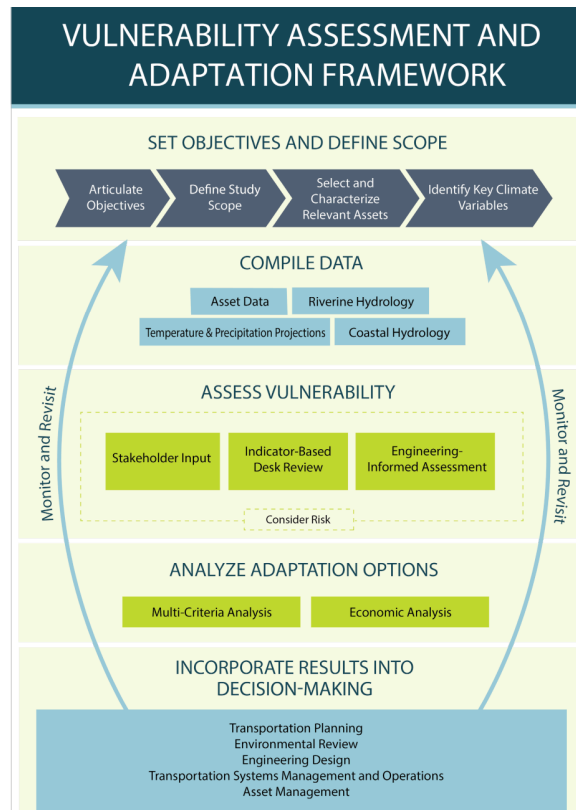 VULNERABILITY ASSESSMENT AND
ADAPTATION FRAMEWORK
SET OBJECTIVES AND DEFINE SCOPE
Articulate
Objectives
Define Study
Scope
Select and
Characterize
Relevant Assets
Identify Key Climate
Variables
COMPILE DATA
Asset Data
Riverine Hydrology
Temperature & Precipitation Projections
Coastal Hydrology
ASSESS VULNERABILITY
Stakeholder Input
Indicator-Based
Desk Review
Engineering-
Informed Assessment
Consider Risk
Monitor and Revisit
Monitor and Revisit
ANALYZE ADAPTATION OPTIONS
Multi-Criteria Analysis
Economic Analysis
INCORPORATE RESULTS INTO
DECISION-MAKING
Transportation Planning
Environmental Review
Engineering Design
Transportation Systems Management and Operations
Asset Management